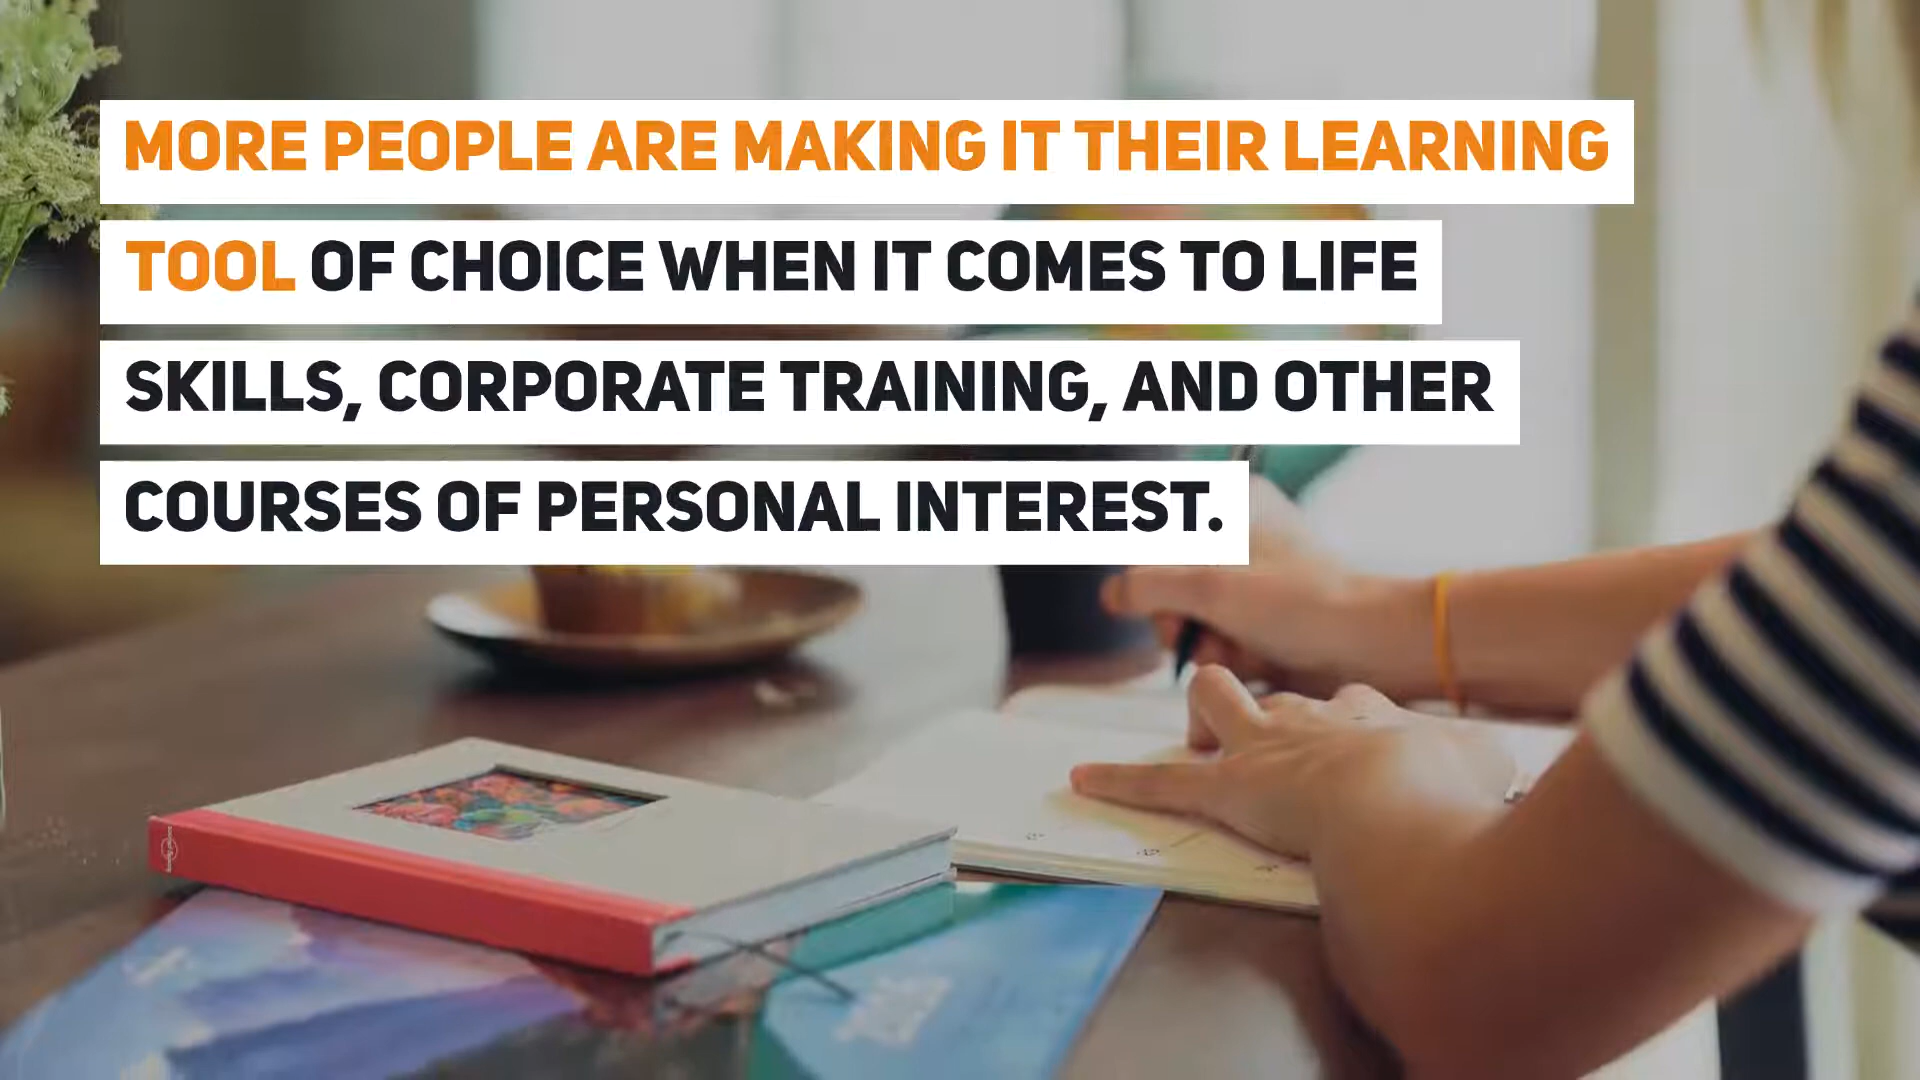 MORE PEOPLE ARE MAKING IT THEIR LEARNING
TOOL OF CHOICE WHEN IT COMES TO LIFE
SKILLS, CORPORATE TRAINING, AND OTHER
COURSES OF PERSONAL INTEREST.